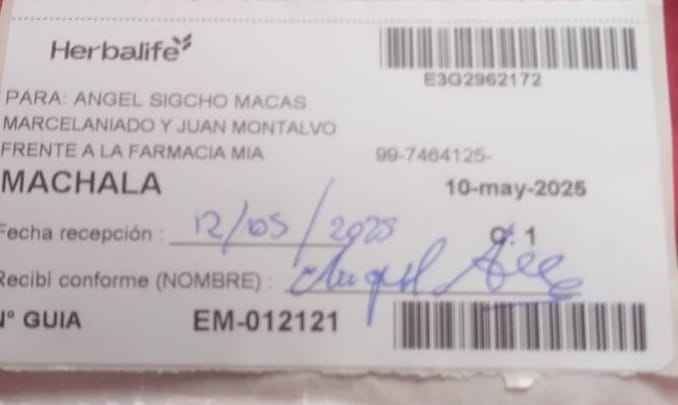 Herbalife
E3G2962172
PARA: ANGEL SIGCHO MACAS
MARCELANIADO Y JUAN MONTALVO
FRENTE A LA FARMACIA MIA 99-7464125-
MACHALA 10-may-2025
Fecha recepción : 12/05/2025
C: 1
Recibí conforme (NOMBRE) : Angel
N° GUIA EM-012121